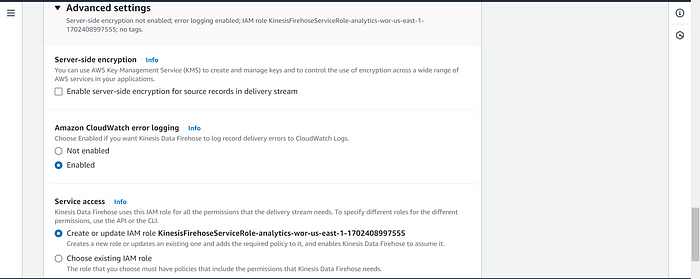 Advanced settings
Server-side encryption not enabled; error logging enabled; IAM role KinesisFirehoseServiceRole-analytics-wor-us-east-1-
1702408997555; no tags.
Server-side encryption Info
You can use AWS Key Management Service (KMS) to create and manage keys and to control the use of encryption across a wide range of
AWS services in your applications.
Enable server-side encryption for source records in delivery stream
Amazon CloudWatch error logging Info
Choose Enabled if you want Kinesis Data Firehose to log record delivery errors to CloudWatch Logs.
Not enabled
Enabled
Service access Info
Kinesis Data Firehose uses this IAM role for all the permissions that the delivery stream needs. To specify different roles for the different
permissions, use the API or the CLI.
Create or update IAM role KinesisFirehoseServiceRole-analytics-wor-us-east-1-1702408997555
Creates a new role or updates an existing one and adds the required policy to it, and enables Kinesis Data Firehose to assume it.
Choose existing IAM role
The role that you choose must have policies that include the permissions that Kinesis Data Firehose needs.